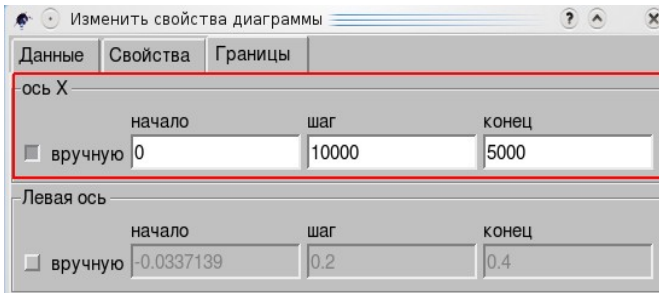 Изменить свойства диаграммы
Данные Свойства Границы
ось X
начало шаг конец
вручную 0 10000 5000
Левая ось
начало шаг конец
вручную -0.0337139 0.2 0.4